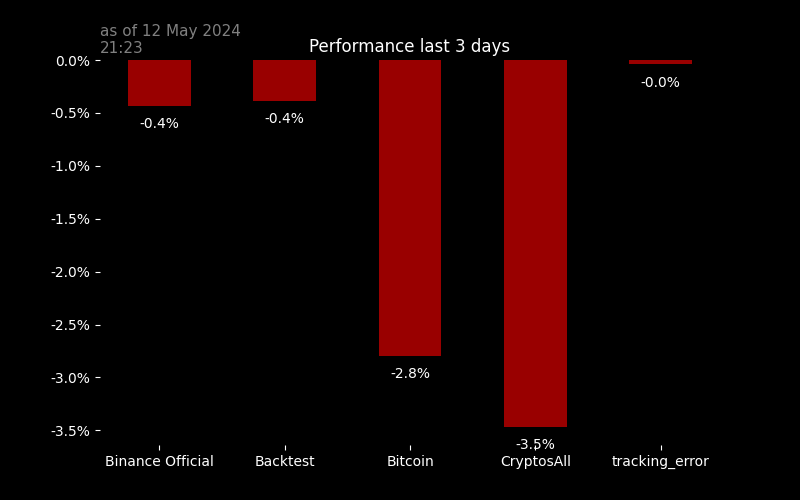 as of 12 May 2024
21:23
Performance last 3 days
0.0%
-0.5%
-1.0%
-1.5%
-2.0%
-2.5%
-3.0%
-3.5%
-0.4%
-0.4%
-2.8%
-3.5%
-0.0%
Binance Official
Backtest
Bitcoin
CryptosAll
tracking_error